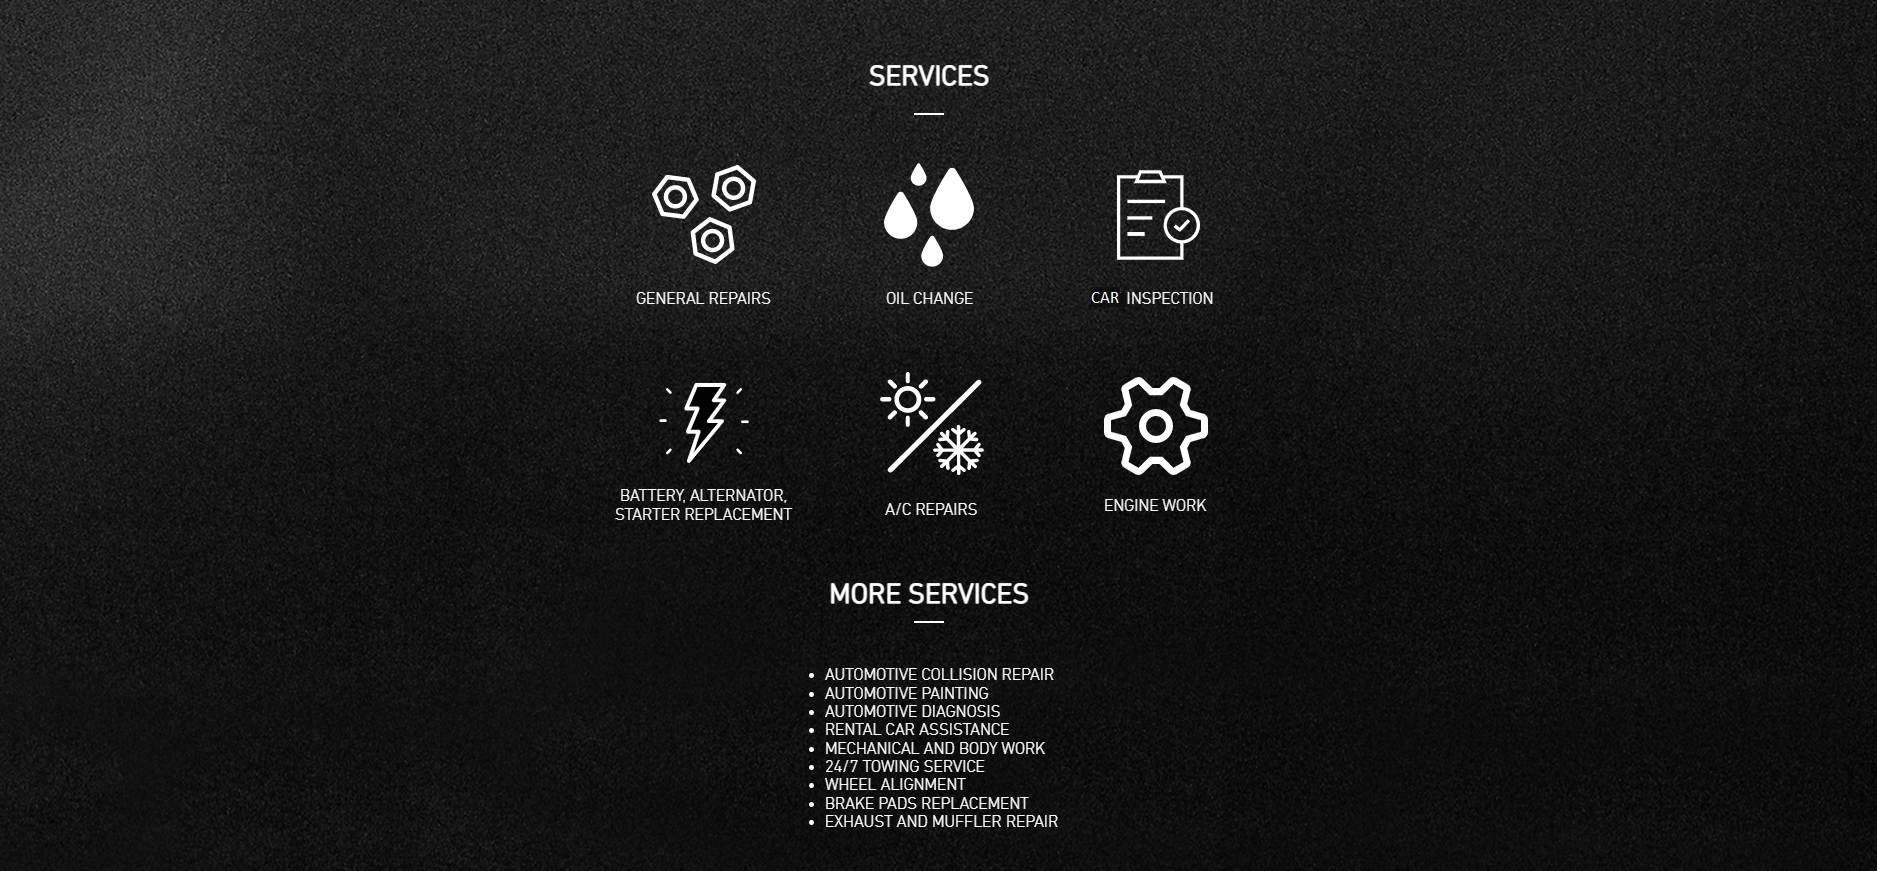 SERVICES
GENERAL REPAIRS
OIL CHANGE
CAR INSPECTION
BATTERY, ALTERNATOR,
STARTER REPLACEMENT
A/C REPAIRS
ENGINE WORK
MORE SERVICES
• AUTOMOTIVE COLLISION REPAIR
• AUTOMOTIVE PAINTING
• AUTOMOTIVE DIAGNOSIS
• RENTAL CAR ASSISTANCE
• MECHANICAL AND BODY WORK
• 24/7 TOWING SERVICE
• WHEEL ALIGNMENT
• BRAKE PADS REPLACEMENT
• EXHAUST AND MUFFLER REPAIR